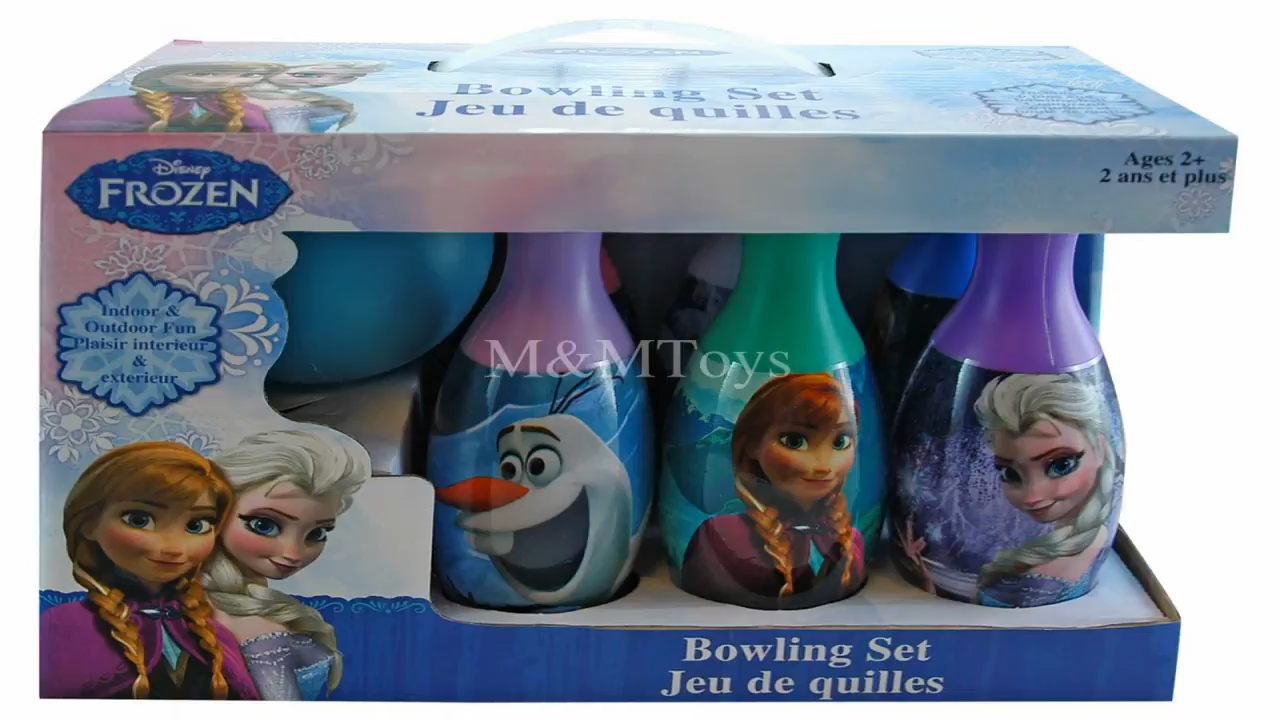 FROZEN
Bowling Set
Jeu de quilles
Disney
FROZEN
Ages 2+
2 ans et plus
Indoor &
Outdoor Fun
Plaisir interieur
&
exterieur
M&MToys
Bowling Set
Jeu de quilles